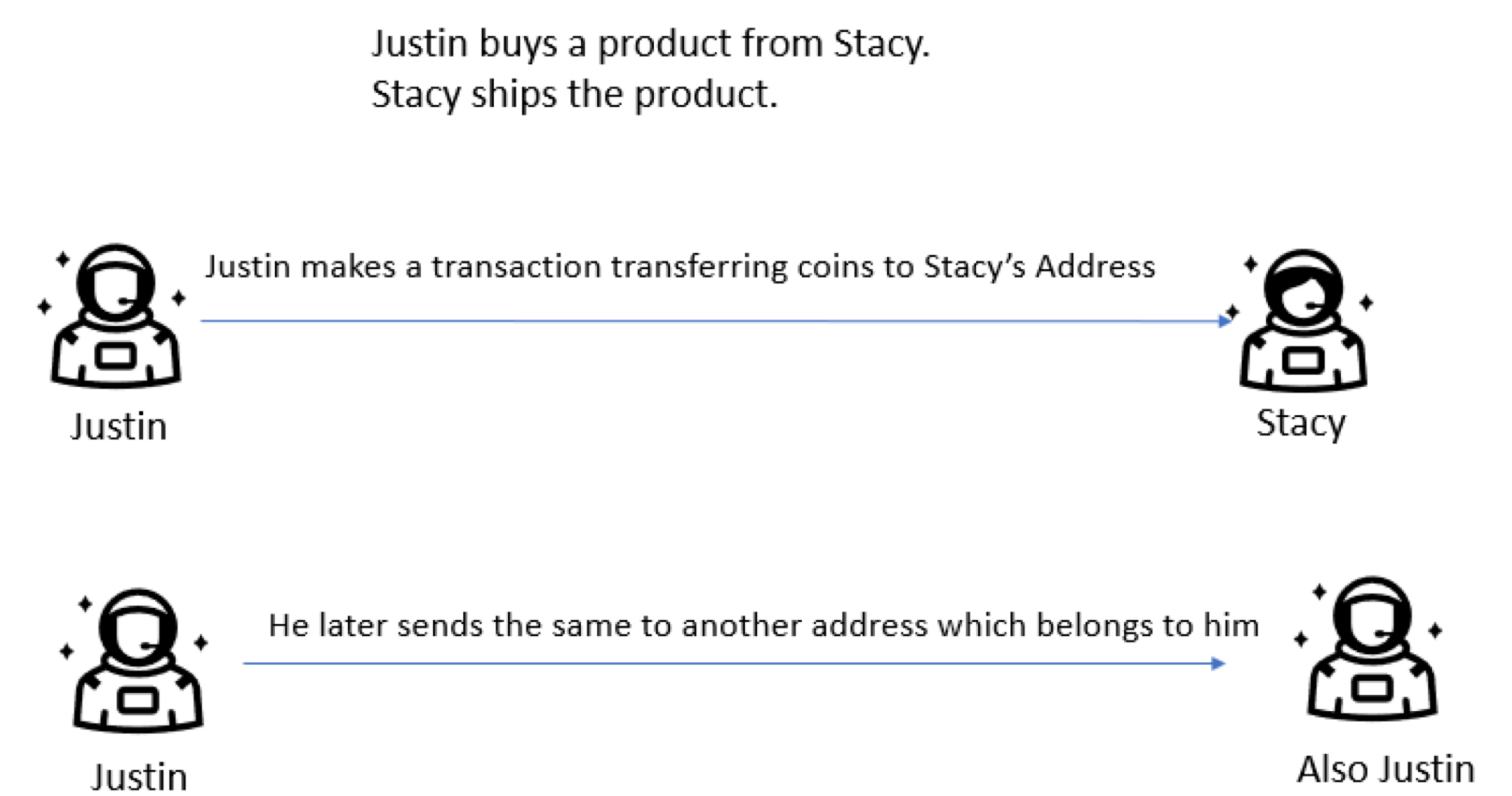 Justin buys a product from Stacy.
Stacy ships the product.
Justin makes a transaction transferring coins to Stacy’s Address
Justin
Stacy
He later sends the same to another address which belongs to him
Justin
Also Justin